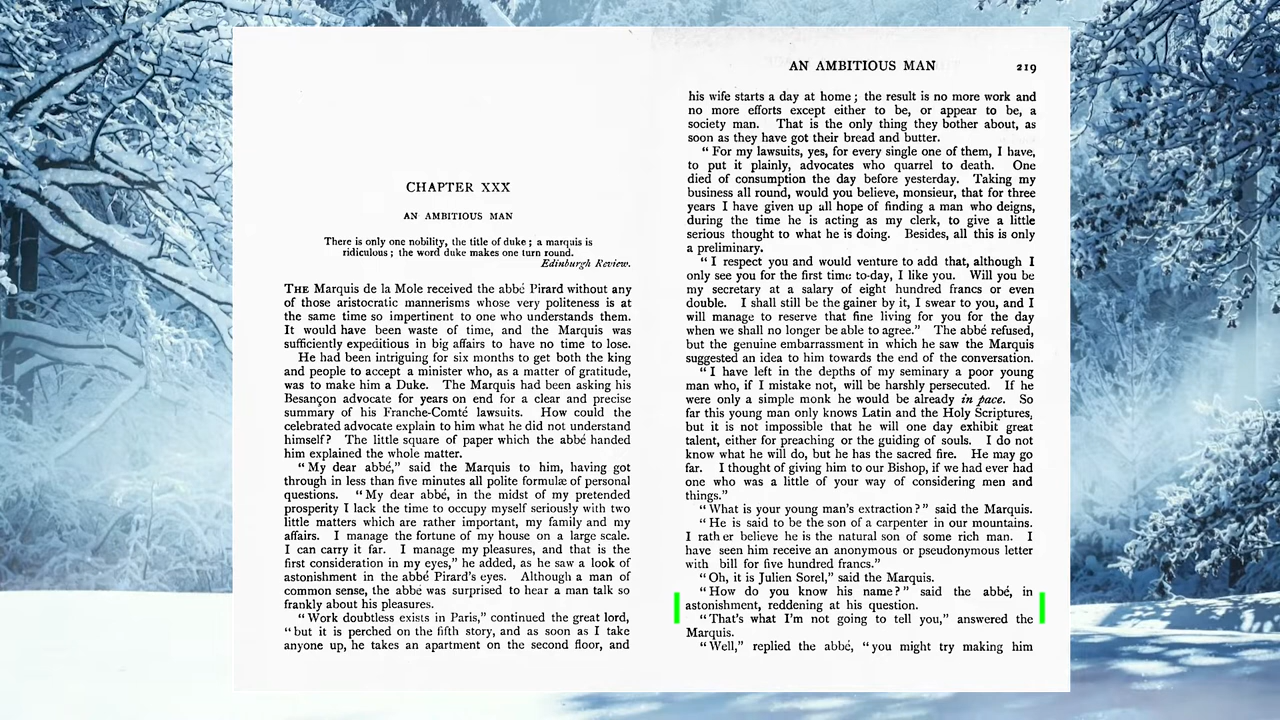 CHAPTER XXX
AN AMBITIOUS MAN
There is only one nobility, the title of duke ; a marquis is
ridiculous ; the word duke makes one turn round.
Edinburgh Review.
THE Marquis de la Mole received the abbé Pirard without any
of those aristocratic mannerisms whose very politeness is at
the same time so impertinent to one who understands them.
It would have been waste of time, and the Marquis was
sufficiently expeditious in big affairs to have no time to lose.
He had been intriguing for six months to get both the king
and people to accept a minister who, as a matter of gratitude,
was to make him a Duke. The Marquis had been asking his
Besançon advocate for years on end for a clear and precise
summary of his Franche-Comté lawsuits. How could the
celebrated advocate explain to him what he did not understand
himself? The little square of paper which the abbé handed
him explained the whole matter.
“ My dear abbé,” said the Marquis to him, having got
through in less than five minutes all polite formulæ of personal
questions. “ My dear abbé, in the midst of my pretended
prosperity I lack the time to occupy myself seriously with two
little matters which are rather important, my family and my
affairs. I manage the fortune of my house on a large scale.
I can carry it far. I manage my pleasures, and that is the
first consideration in my eyes,” he added, as he saw a look of
astonishment in the abbé Pirard’s eyes. Although a man of
common sense, the abbé was surprised to hear a man talk so
frankly about his pleasures.
“ Work doubtless exists in Paris,” continued the great lord,
“ but it is perched on the fifth story, and as soon as I take
anyone up, he takes an apartment on the second floor, and
AN AMBITIOUS MAN 219
his wife starts a day at home ; the result is no more work and
no more efforts except either to be, or appear to be, a
society man. That is the only thing they bother about, as
soon as they have got their bread and butter.
“ For my lawsuits, yes, for every single one of them, I have,
to put it plainly, advocates who quarrel to death. One
died of consumption the day before yesterday. Taking my
business all round, would you believe, monsieur, that for three
years I have given up all hope of finding a man who deigns,
during the time he is acting as my clerk, to give a little
serious thought to what he is doing. Besides, all this is only
a preliminary.
“ I respect you and would venture to add that, although I
only see you for the first time to-day, I like you. Will you be
my secretary at a salary of eight hundred francs or even
double. I shall still be the gainer by it, I swear to you, and I
will manage to reserve that fine living for you for the day
when we shall no longer be able to agree.” The abbé refused,
but the genuine embarrassment in which he saw the Marquis
suggested an idea to him towards the end of the conversation.
“ I have left in the depths of my seminary a poor young
man who, if I mistake not, will be harshly persecuted. If he
were only a simple monk he would be already in pace. So
far this young man only knows Latin and the Holy Scriptures,
but it is not impossible that he will one day exhibit great
talent, either for preaching or the guiding of souls. I do not
know what he will do, but he has the sacred fire. He may go
far. I thought of giving him to our Bishop, if we had ever had
one who was a little of your way of considering men and
things.”
“ What is your young man’s extraction ? ” said the Marquis.
“ He is said to be the son of a carpenter in our mountains.
I rath er believe he is the natural son of some rich man. I
have seen him receive an anonymous or pseudonymous letter
with bill for five hundred francs.”
“ Oh, it is Julien Sorel,” said the Marquis.
“ How do you know his name ? ” said the abbé, in
astonishment, reddening at his question.
“ That’s what I’m not going to tell you,” answered the
Marquis.
“ Well,” replied the abbé, “ you might try making him